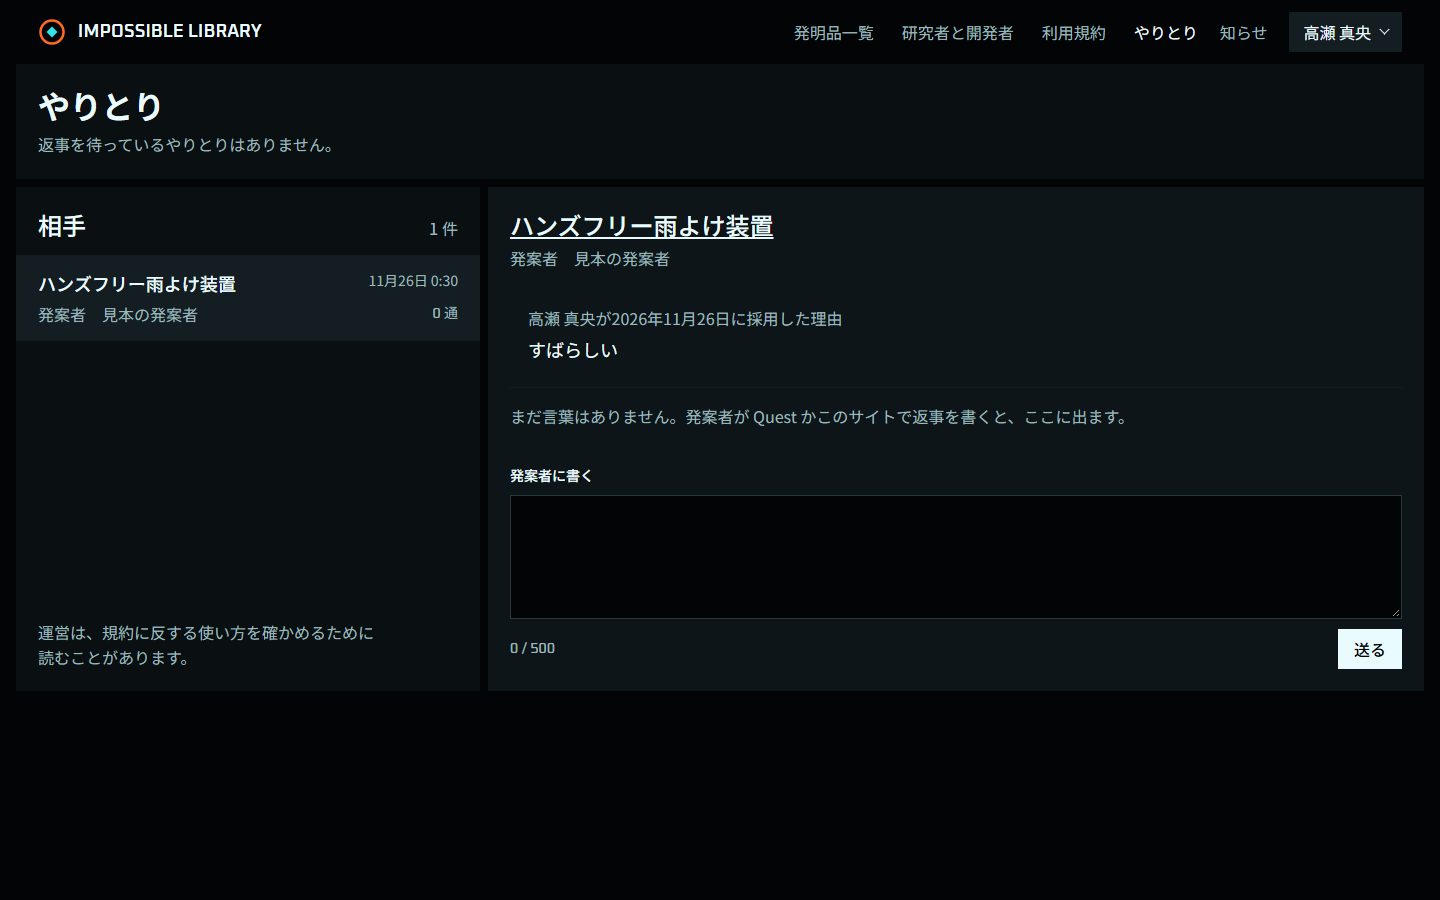 IMPOSSIBLE LIBRARY
発明品一覧 研究者と開発者 利用規約 やりとり 知らせ 高瀬 真央
やりとり
返事を待っているやりとりはありません。
相手 1 件
ハンズフリー雨よけ装置 11月26日 0:30
発案者 見本の発案者 0 通
運営は、規約に反する使い方を確かめるために
読むことがあります。
ハンズフリー雨よけ装置
発案者 見本の発案者
高瀬 真央が2026年11月26日に採用した理由
すばらしい
まだ言葉はありません。発案者が Quest かこのサイトで返事を書くと、ここに出ます。
発案者に書く
0 / 500
送る